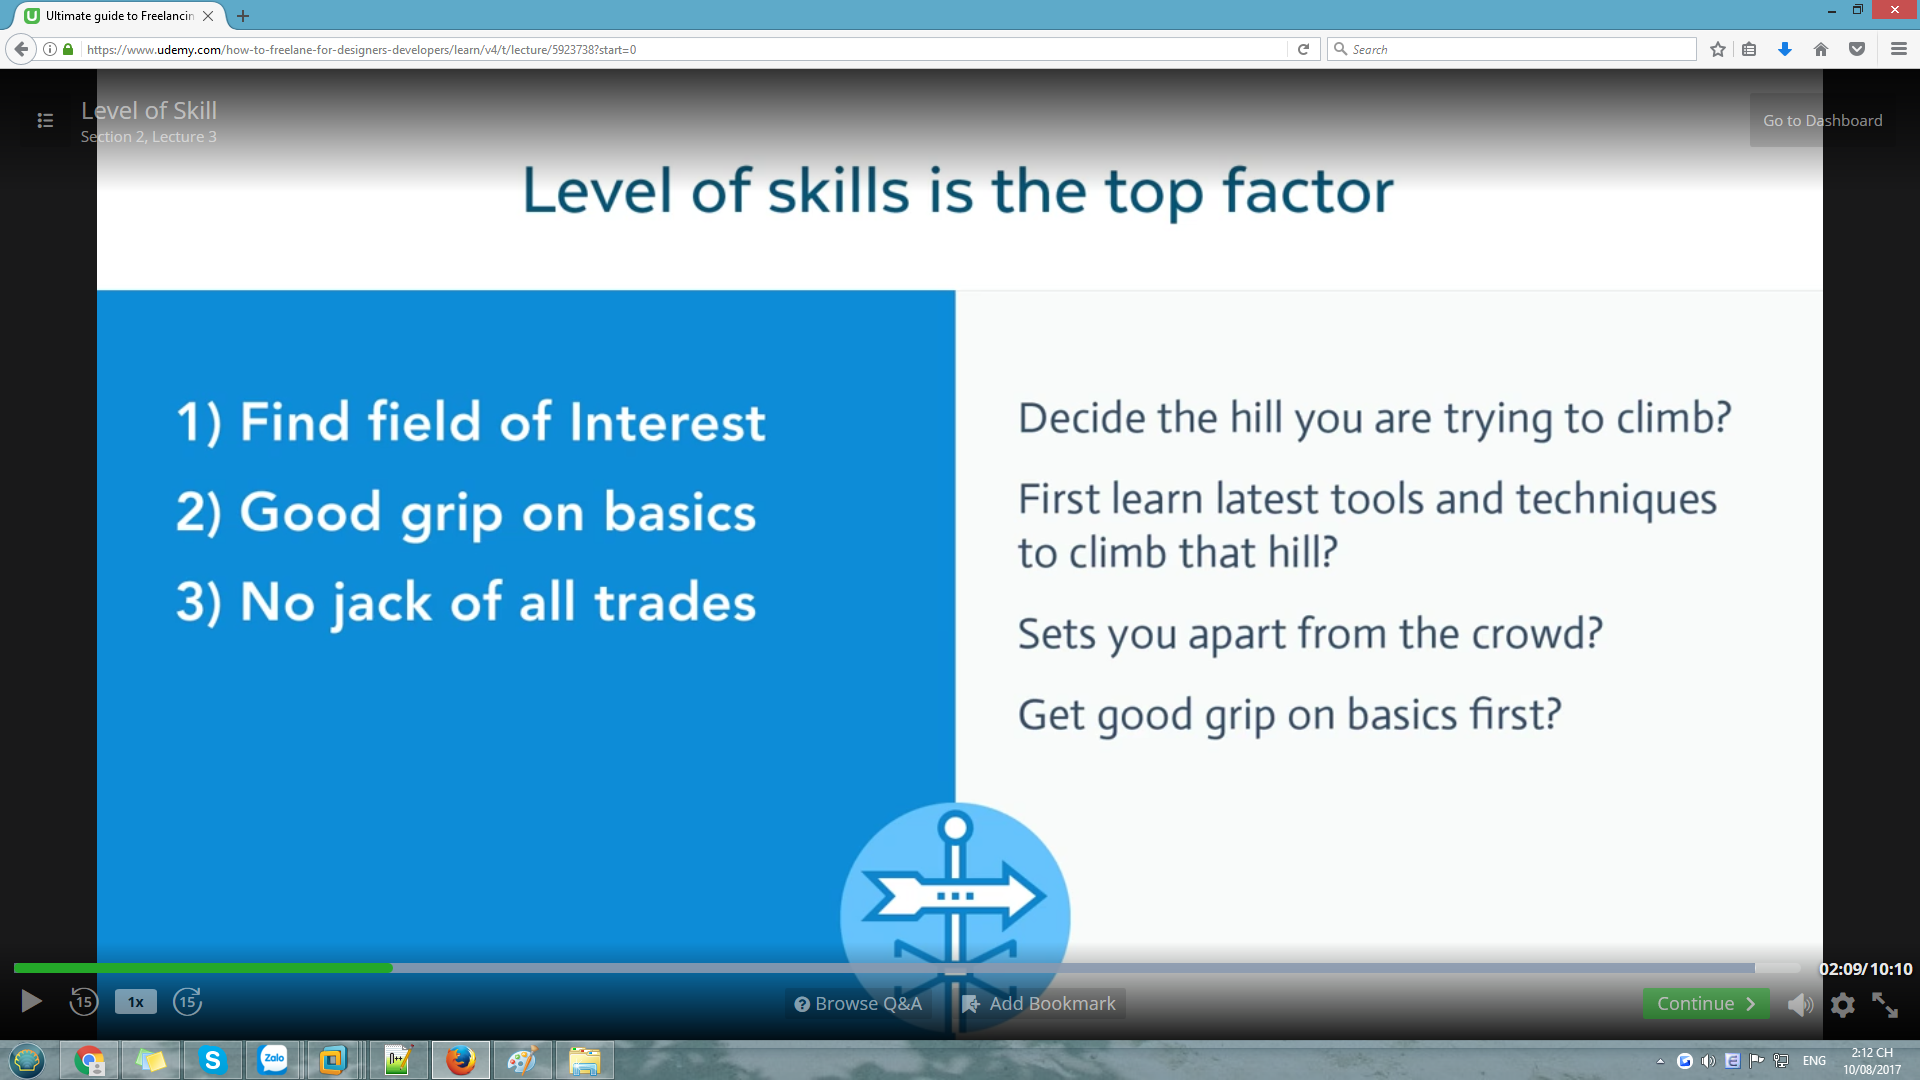 Ultimate guide to Freelancin
https://www.udemy.com/how-to-freelane-for-designers-developers/learn/v4/t/lecture/5923738?start=0
Search
Level of Skill
Section 2, Lecture 3
Go to Dashboard
Level of skills is the top factor
1) Find field of Interest
2) Good grip on basics
3) No jack of all trades
Decide the hill you are trying to climb?
First learn latest tools and techniques
to climb that hill?
Sets you apart from the crowd?
Get good grip on basics first?
02:09/10:10
15
1x
15
Browse Q&A
Add Bookmark
Continue
Zalo
ENG
2:12 CH
10/08/2017